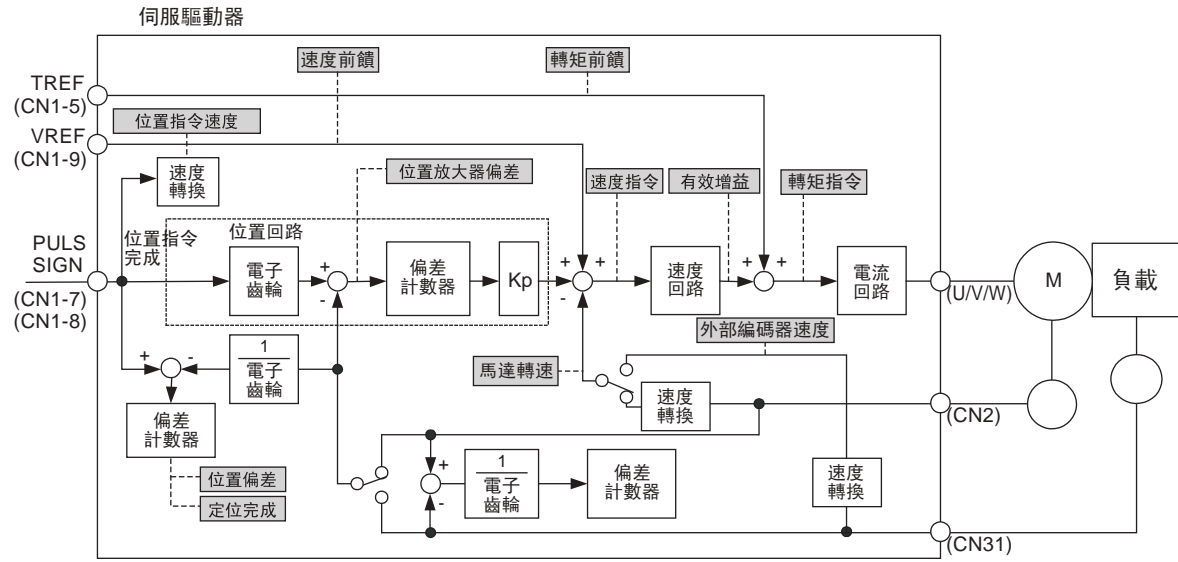 伺服驅動器
TREF
(CN1-5)
VREF
(CN1-9)
速度前饋
轉矩前饋
位置指令速度
速度
轉換
位置放大器偏差
速度指令
有效增益
轉矩指令
PULS
SIGN
(CN1-7)
(CN1-8)
位置指令
完成
位置回路
電子
齒輪
+
-
偏差
計數器
Kp
+
+
-
速度
回路
+
+
電流
回路
(U/V/W)
M
負載
外部編碼器速度
馬達轉速
速度
轉換
(CN2)
+
-
1
電子
齒輪
偏差
計數器
位置偏差
定位完成
+
-
1
電子
齒輪
偏差
計數器
速度
轉換
(CN31)